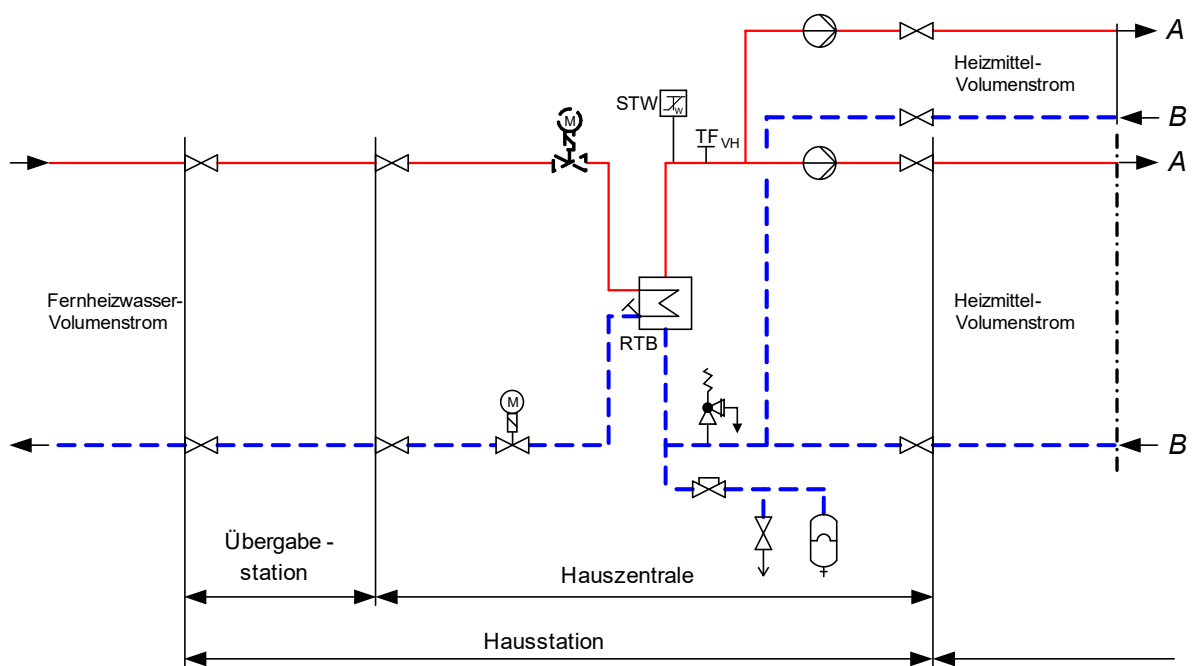 A
Heizmittel-
Volumenstrom
STW
W
M
B
TF VH
A
Fernheizwasser-
Volumenstrom
Heizmittel-
Volumenstrom
RTB
M
B
Übergabe -
station
Hauszentrale
Hausstation